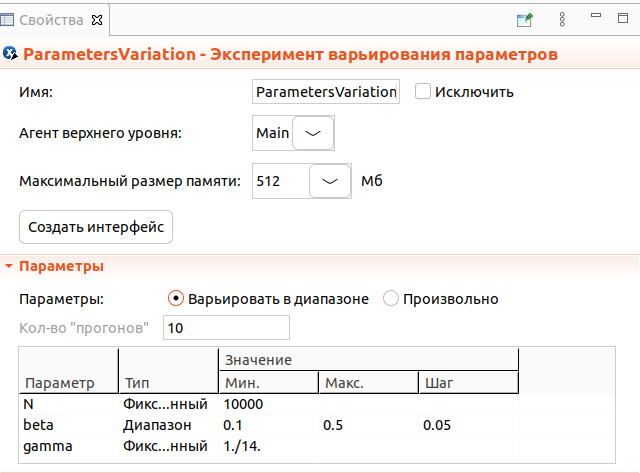 Свойства
ParametersVariation - Эксперимент варьирования параметров
Имя: ParametersVariation Исключить
Агент верхнего уровня: Main
Максимальный размер памяти: 512 Мб
Создать интерфейс
Параметры
Параметры: Варьировать в диапазоне Произвольно
Кол-во "прогонов" 10
Значение
Параметр Тип Мин. Макс. Шаг
N Фикс...нный 10000
beta Диапазон 0.1 0.5 0.05
gamma Фикс...нный 1./14.